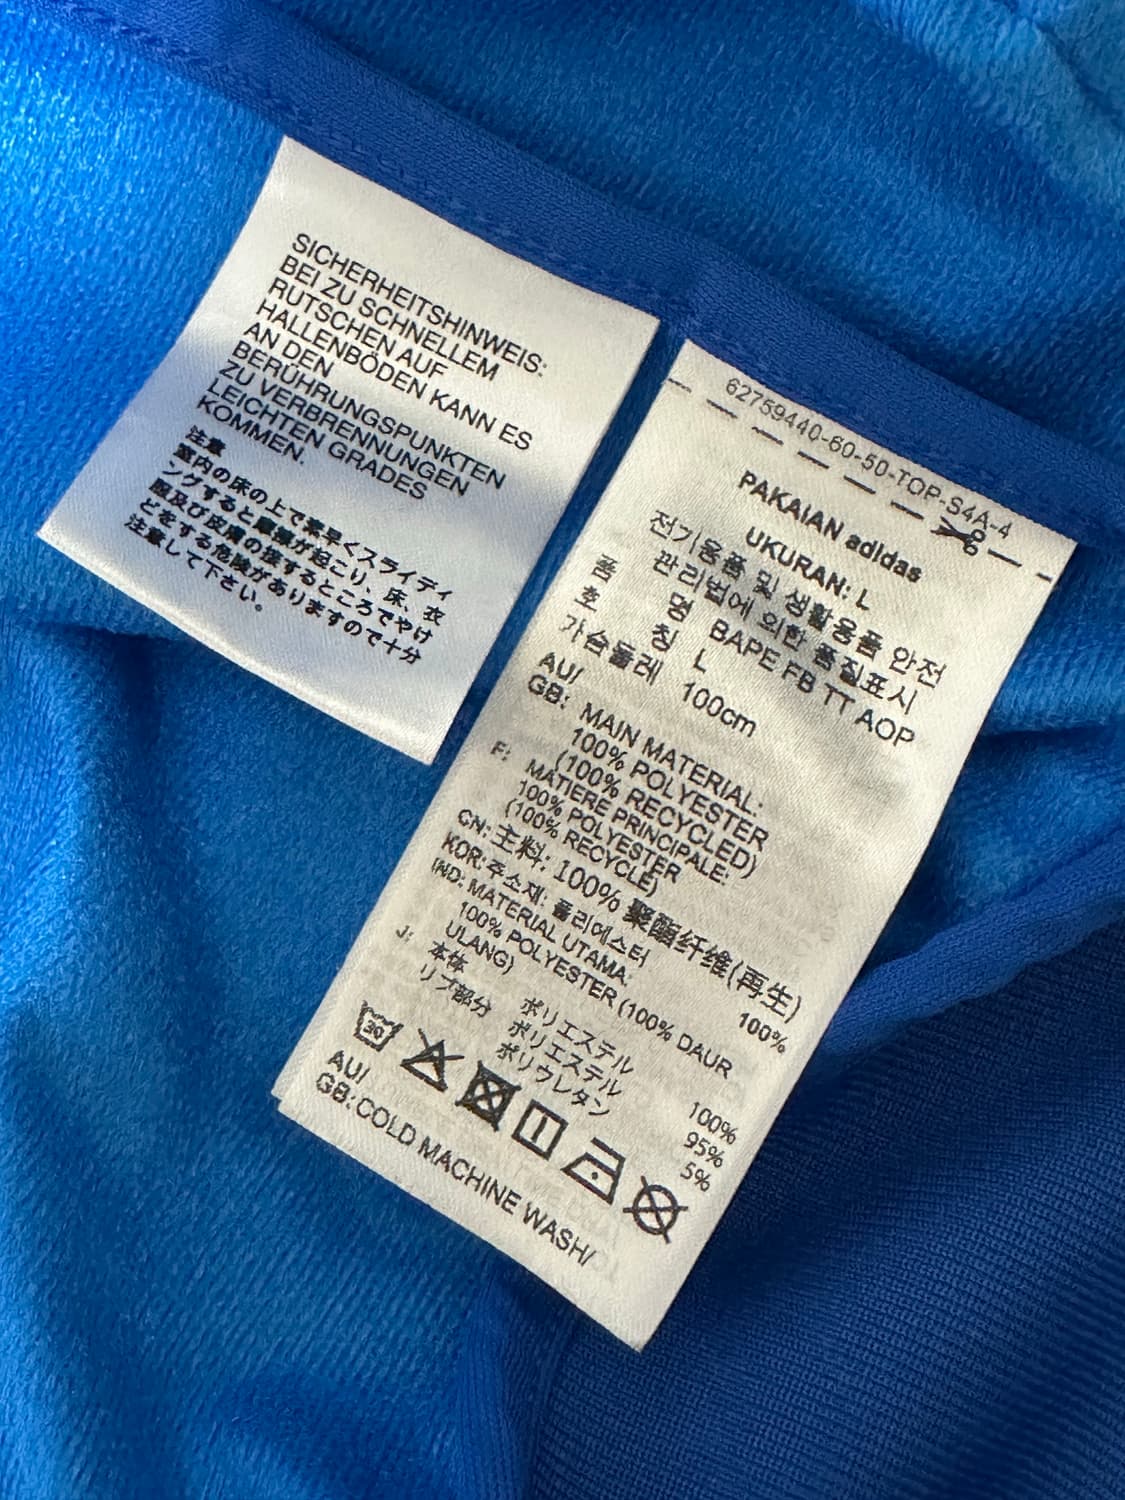 SICHERHEITSHINWEIS:
BEI ZU SCHNELLEM
RUTSCHEN AUF
HALLENBÖDEN KANN ES
AN DEN
BERÜHRUNGSPUNKTEN
ZU VERBRENNUNGEN
LEICHTEN GRADES
KOMMEN.
注意
室内の床の上で素早くスライディ
ングすると摩擦が起こり、床、衣
服及び皮膚の接するところでやけ
どをする危険がありますので十分
注意して下さい。
62759440-60-50-TOP-S4A-4
PAKAIAN adidas
UKURAN: L
전기용품 및 생활용품 안전
관리법에 의한 품질표시
품 명 BAPE FB TT AOP
호 칭 L
가슴둘레 100cm
AU/
GB: MAIN MATERIAL:
100% POLYESTER
(100% RECYCLED)
F: MATIERE PRINCIPALE:
100% POLYESTER
(100% RECYCLÉ)
CN: 主料: 100% 聚酯纤维(再生)
KOR: 주소재: 폴리에스터 100%
IND: MATERIAL UTAMA:
100% POLYESTER (100% DAUR
ULANG)
J: 本体 ポリエステル 100%
リブ部分 ポリエステル 95%
ポリウレタン 5%
30
AU/
GB: COLD MACHINE WASH/